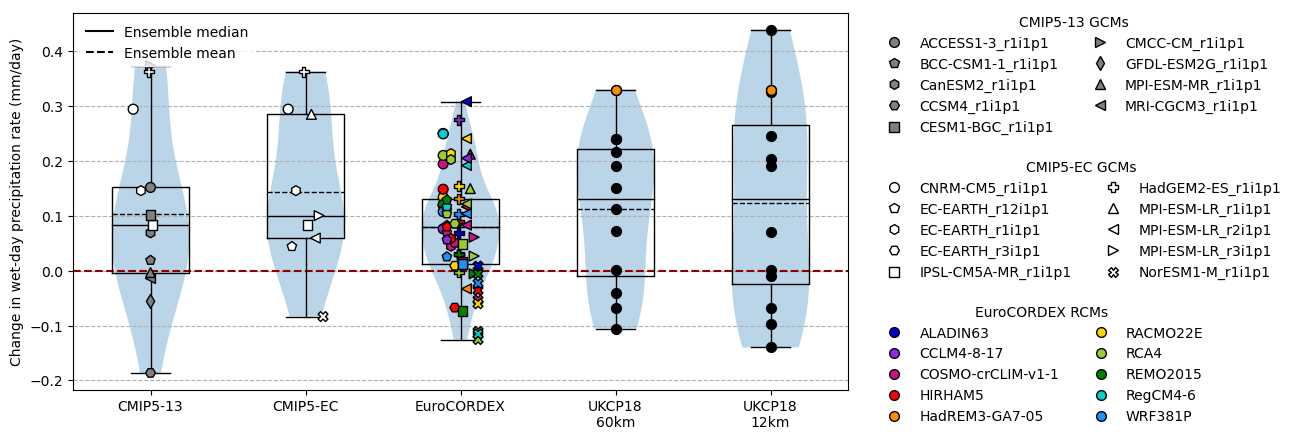 Change in wet-day precipitation rate (mm/day)
0.4
0.3
0.2
0.1
0.0
−0.1
−0.2
Ensemble median
Ensemble mean
CMIP5-13
CMIP5-EC
EuroCORDEX
UKCP18
60km
UKCP18
12km
CMIP5-13 GCMs
ACCESS1-3_r1i1p1
BCC-CSM1-1_r1i1p1
CanESM2_r1i1p1
CCSM4_r1i1p1
CESM1-BGC_r1i1p1
CMCC-CM_r1i1p1
GFDL-ESM2G_r1i1p1
MPI-ESM-MR_r1i1p1
MRI-CGCM3_r1i1p1
CMIP5-EC GCMs
CNRM-CM5_r1i1p1
EC-EARTH_r12i1p1
EC-EARTH_r1i1p1
EC-EARTH_r3i1p1
IPSL-CM5A-MR_r1i1p1
HadGEM2-ES_r1i1p1
MPI-ESM-LR_r1i1p1
MPI-ESM-LR_r2i1p1
MPI-ESM-LR_r3i1p1
NorESM1-M_r1i1p1
EuroCORDEX RCMs
ALADIN63
CCLM4-8-17
COSMO-crCLIM-v1-1
HIRHAM5
HadREM3-GA7-05
RACMO22E
RCA4
REMO2015
RegCM4-6
WRF381P